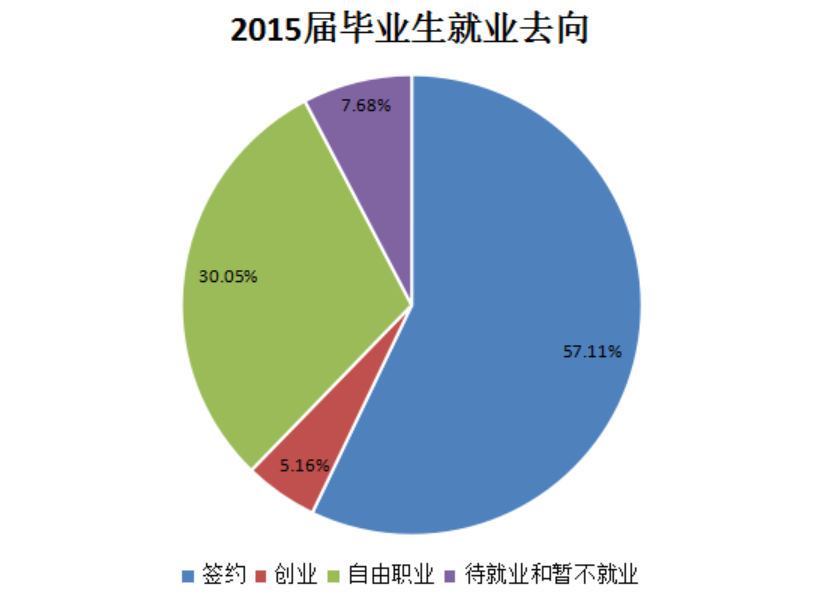 2015届毕业生就业去向
7.68%
30.05%
57.11%
5.16%
签约 创业 自由职业 待就业和暂不就业